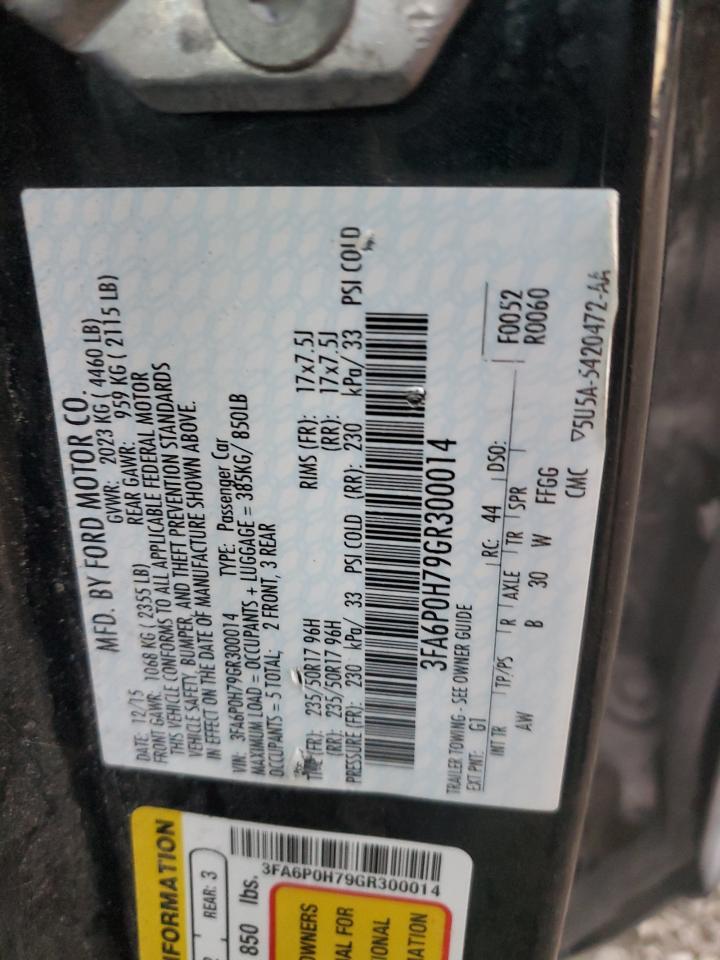 MFD. BY FORD MOTOR CO.
DATE: 12/15 GVWR: 2023 KG ( 4460 LB)
FRONT GAWR: 1068 KG ( 2355 LB) REAR GAWR: 959 KG ( 2115 LB)
THIS VEHICLE CONFORMS TO ALL APPLICABLE FEDERAL MOTOR
VEHICLE SAFETY, BUMPER, AND THEFT PREVENTION STANDARDS
IN EFFECT ON THE DATE OF MANUFACTURE SHOWN ABOVE.
VIN: 3FA6P0H79GR300014 TYPE: Passenger Car
MAXIMUM LOAD = OCCUPANTS + LUGGAGE = 385KG/ 850LB
OCCUPANTS = 5 TOTAL; 2 FRONT, 3 REAR
(FR): 235/50R17 96H RIMS (FR): 17x7.5J
(RR): 235/50R17 96H (RR): 17x7.5J
PRESSURE (FR): 230 kPa/ 33 PSI COLD (RR): 230 kPa/ 33 PSI COLD
3FA6P0H79GR300014
TRAILER TOWING - SEE OWNER GUIDE
EXT PNT: G1 RC: 44 DSO: F0052
R0060
INT TR TP/PS R AXLE TR SPR
AW B 30 W FFGG
CMC ▽5U5A-5420472-AA
FORMATION
REAR: 3
850 lbs.
3FA6P0H79GR300014
OWNERS